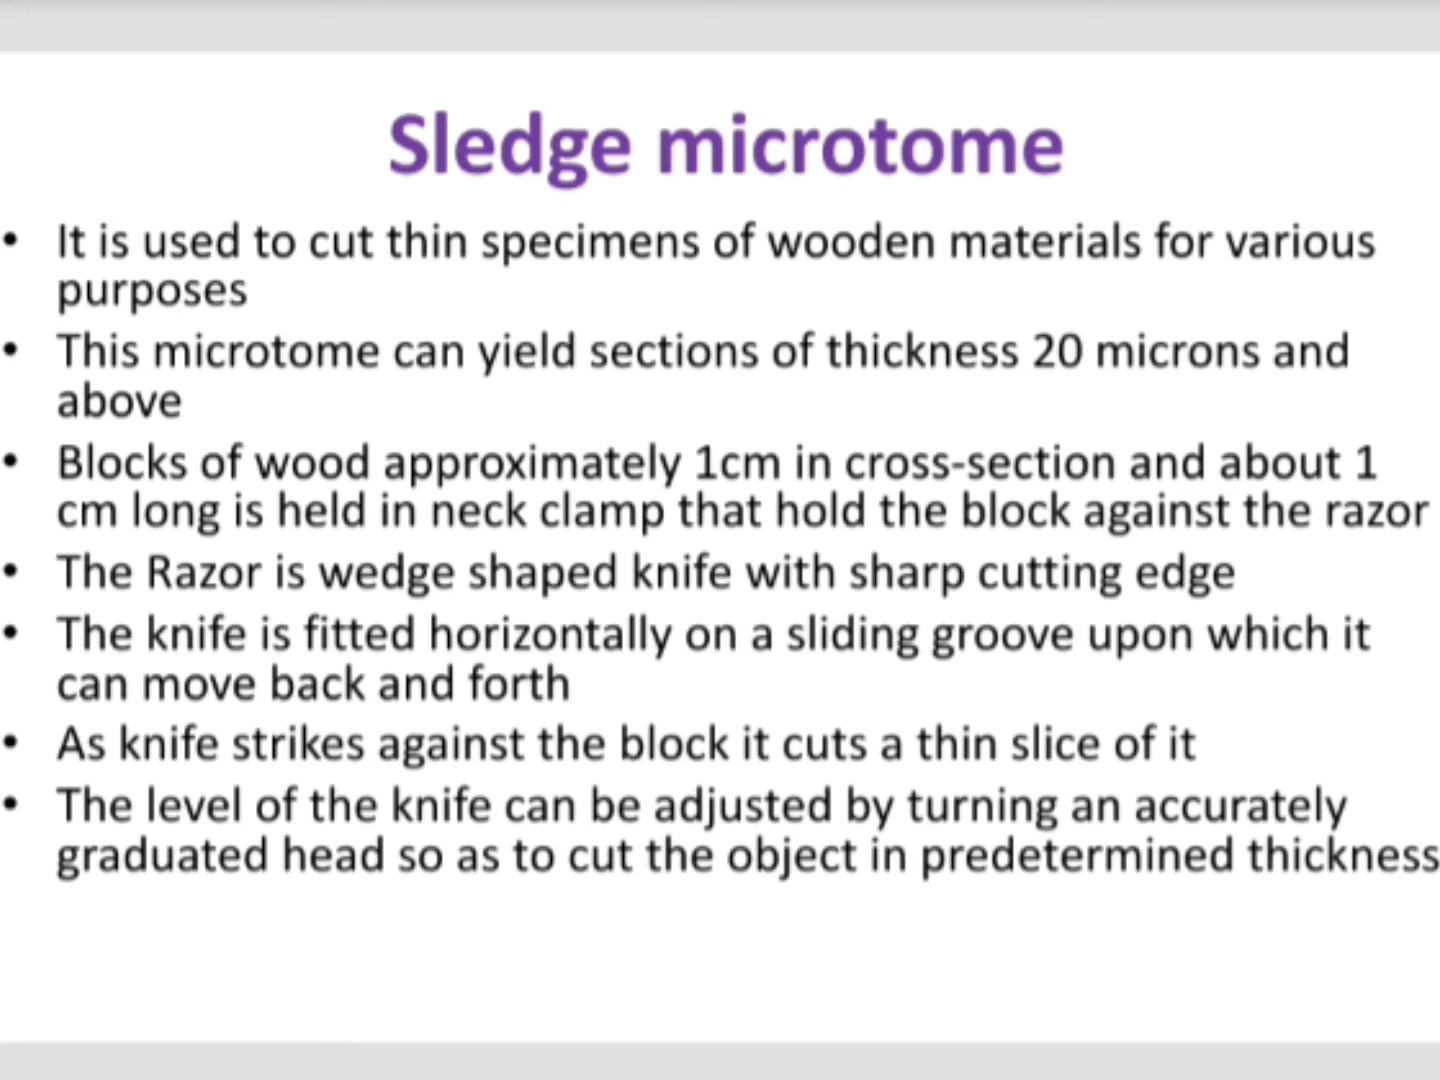 Sledge microtome
• It is used to cut thin specimens of wooden materials for various
purposes
• This microtome can yield sections of thickness 20 microns and
above
• Blocks of wood approximately 1cm in cross-section and about 1
cm long is held in neck clamp that hold the block against the razor
• The Razor is wedge shaped knife with sharp cutting edge
• The knife is fitted horizontally on a sliding groove upon which it
can move back and forth
• As knife strikes against the block it cuts a thin slice of it
• The level of the knife can be adjusted by turning an accurately
graduated head so as to cut the object in predetermined thickness